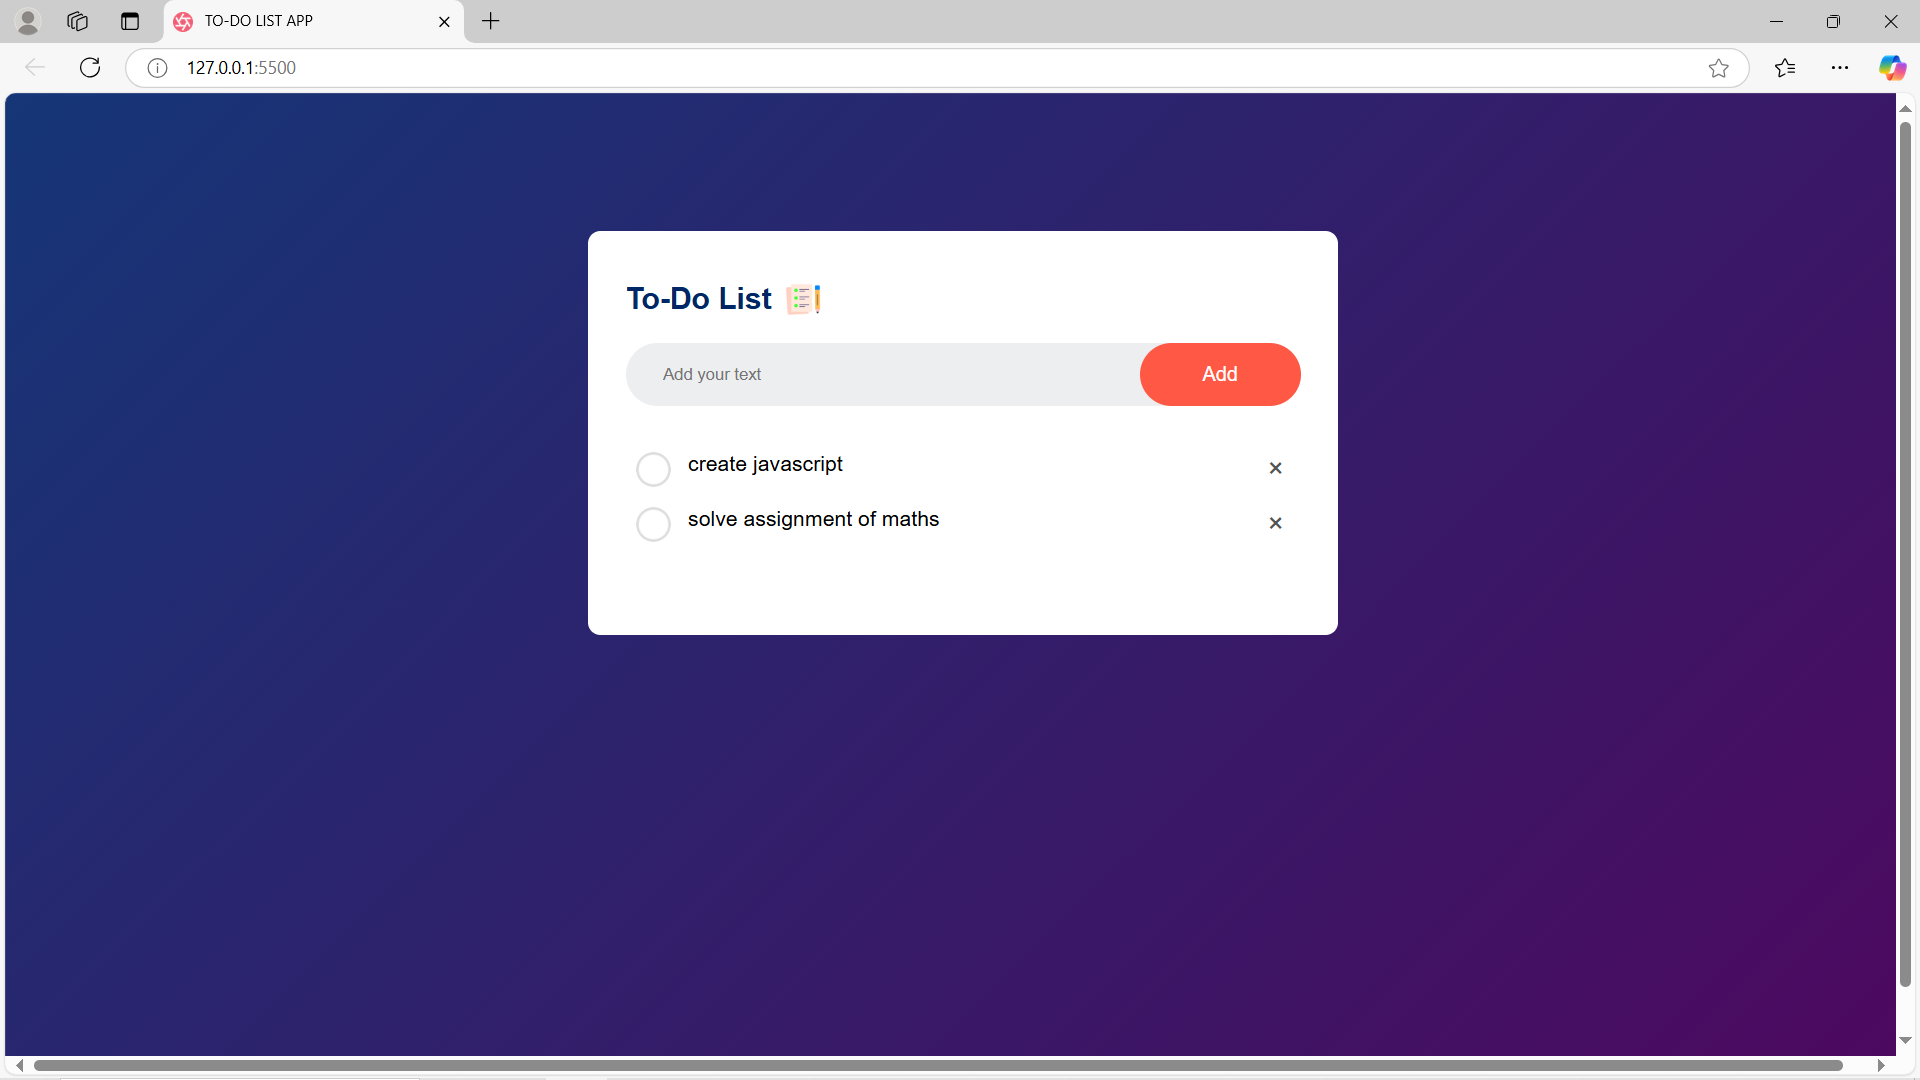 TO-DO LIST APP
127.0.0.1:5500
To-Do List
Add your text
Add
create javascript
solve assignment of maths